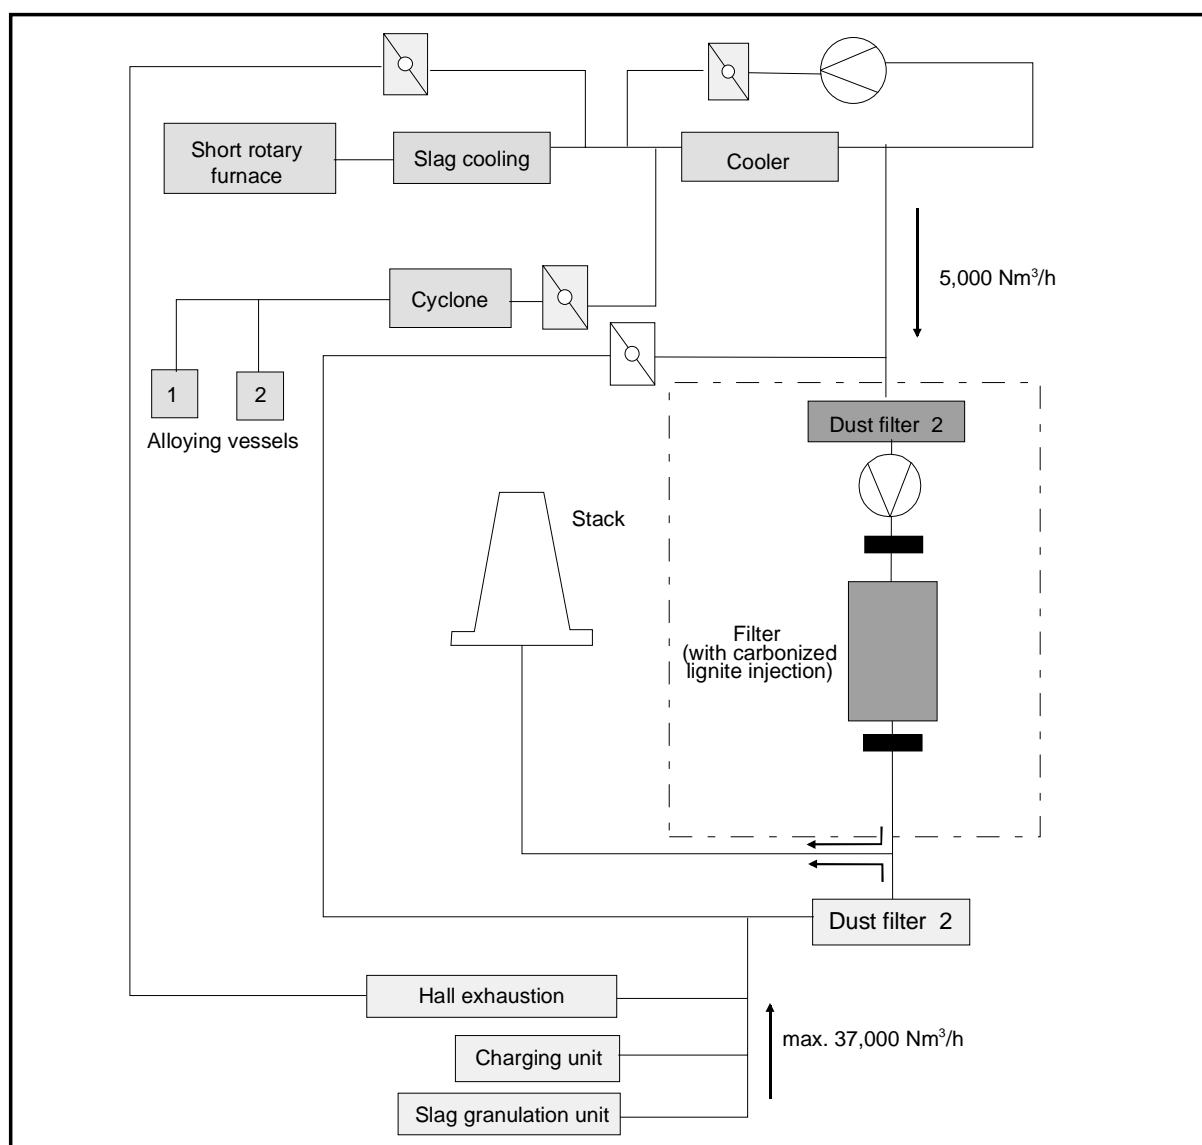 Short rotary
furnace
Slag cooling
Cooler
5,000 Nm³/h
Cyclone
1
2
Alloying vessels
Dust filter 2
Stack
Filter
(with carbonized
lignite injection)
Dust filter 2
Hall exhaustion
max. 37,000 Nm³/h
Charging unit
Slag granulation unit